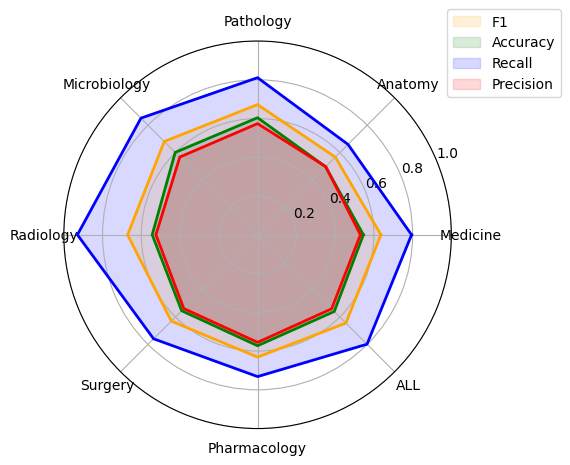 F1
Accuracy
Recall
Precision
Pathology
Microbiology
Anatomy
1.0
0.8
0.6
0.4
0.2
Radiology
Medicine
Surgery
ALL
Pharmacology